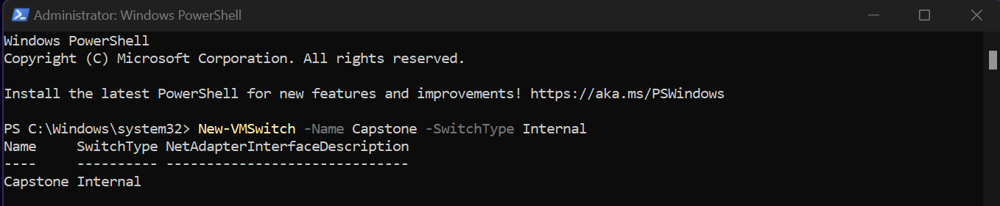 Administrator: Windows PowerShell
Windows PowerShell
Copyright (C) Microsoft Corporation. All rights reserved.
Install the latest PowerShell for new features and improvements! https://aka.ms/PSWindows
PS C:\Windows\system32> New-VMSwitch -Name Capstone -SwitchType Internal
Name     SwitchType NetAdapterInterfaceDescription
----     ---------- ------------------------------
Capstone Internal